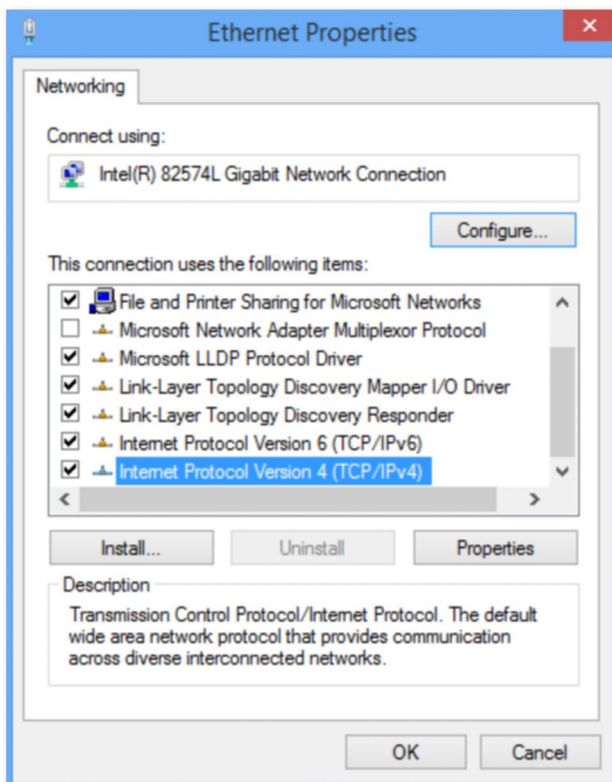 Ethernet Properties
Networking
Connect using:
Intel(R) 82574L Gigabit Network Connection
Configure...
This connection uses the following items:
File and Printer Sharing for Microsoft Networks
Microsoft Network Adapter Multiplexor Protocol
Microsoft LLDP Protocol Driver
Link-Layer Topology Discovery Mapper I/O Driver
Link-Layer Topology Discovery Responder
Internet Protocol Version 6 (TCP/IPv6)
Internet Protocol Version 4 (TCP/IPv4)
Install... Uninstall Properties
Description
Transmission Control Protocol/Internet Protocol. The default
wide area network protocol that provides communication
across diverse interconnected networks.
OK Cancel